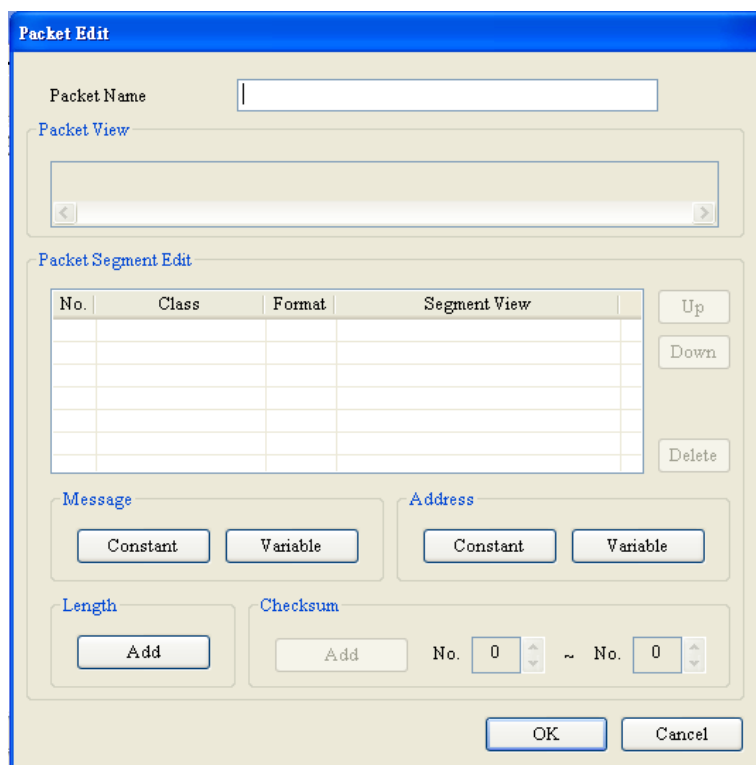 Packet Edit
Packet Name
Packet View
Packet Segment Edit
No. Class Format Segment View
Up
Down
Delete
Message
Constant Variable
Address
Constant Variable
Length
Add
Checksum
Add No. 0 ~ No. 0
OK Cancel